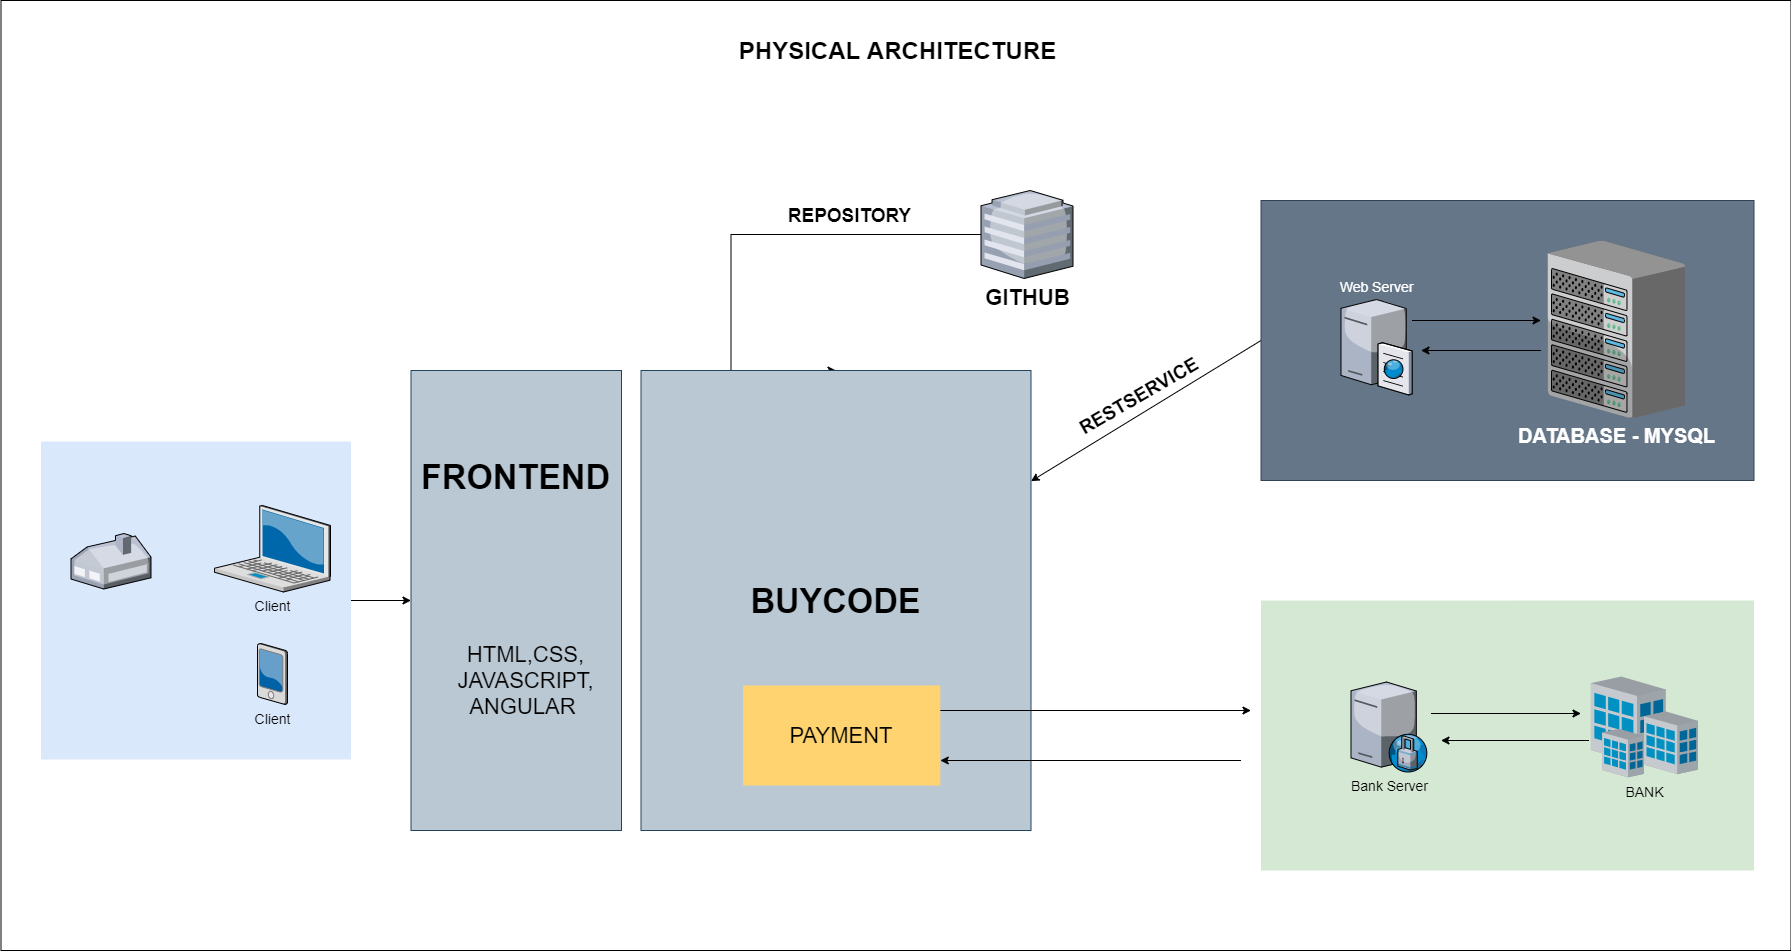 PHYSICAL ARCHITECTURE
REPOSITORY
GITHUB
Web Server
DATABASE - MYSQL
RESTSERVICE
FRONTEND
HTML,CSS,
JAVASCRIPT,
ANGULAR
BUYCODE
PAYMENT
Client
Client
Bank Server
BANK